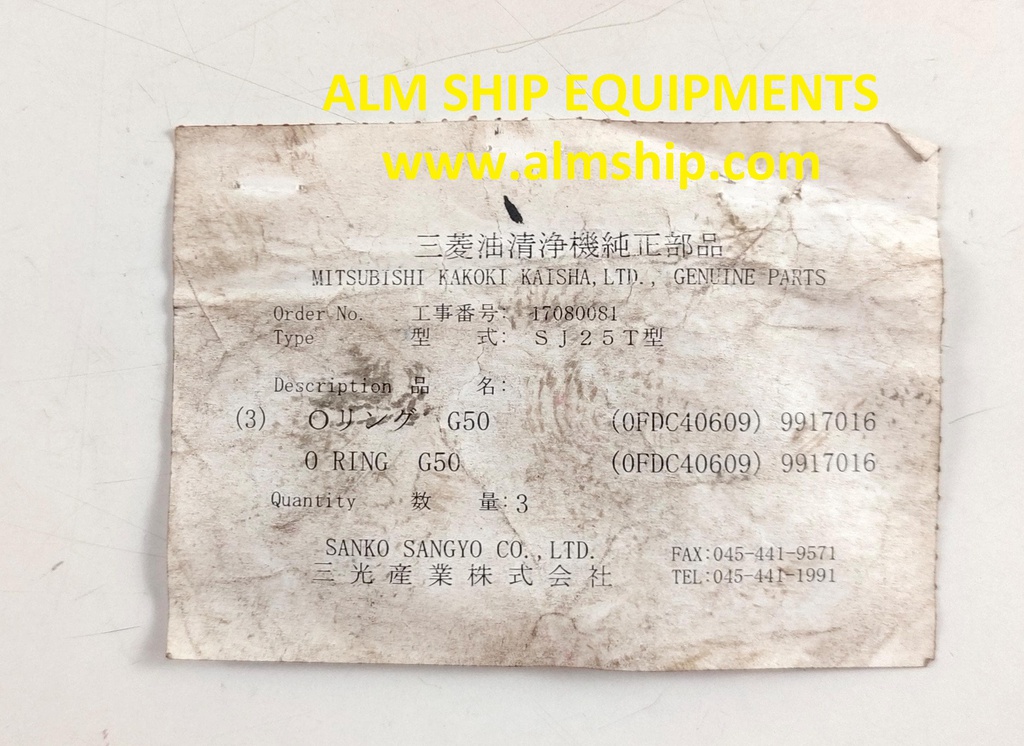 ALM SHIP EQUIPMENTS
www.almship.com
三菱油清浄機純正部品
MITSUBISHI KAKOKI KAISHA,LTD., GENUINE PARTS
Order No. 工事番号: 17080081
Type 型 式: SJ25T型
Description 品 名:
(3) Oリング G50 (0FDC40609) 9917016
O RING G50 (0FDC40609) 9917016
Quantity 数 量:3
SANKO SANGYO CO.,LTD. FAX:045-441-9571
三光産業株式会社 TEL:045-441-1991